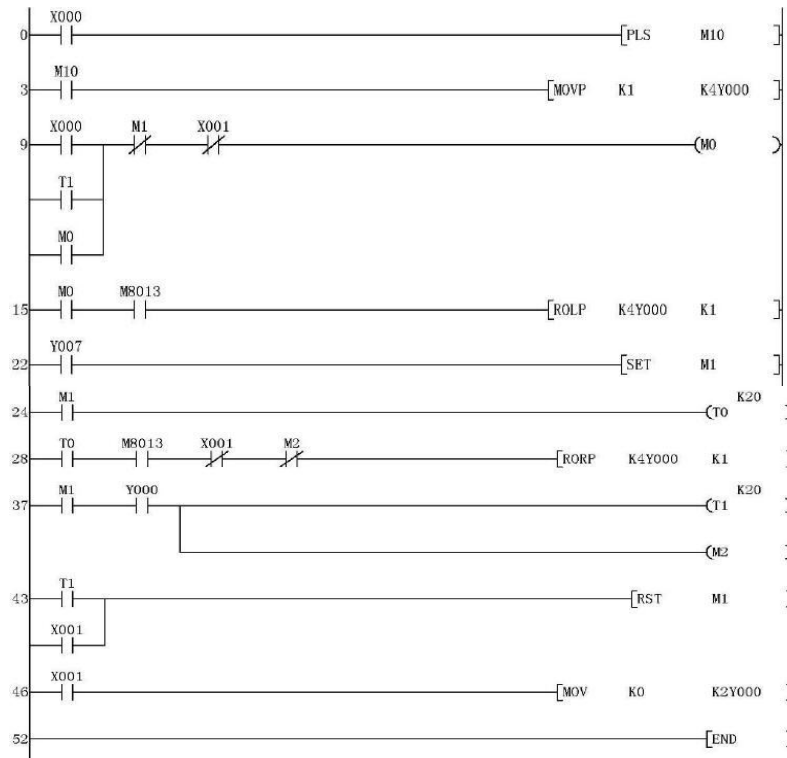 X000
0 [PLS M10 ]
M10
3 [MOVP K1 K4Y000 ]
X000 M1 X001
9 (M0 )
T1
M0
M0 M8013
15 [ROLP K4Y000 K1 ]
Y007
22 [SET M1 ]
M1 K20
24 (T0 )
T0 M8013 X001 M2
28 [RORP K4Y000 K1 ]
M1 Y000 K20
37 (T1 )
(M2 )
T1
43 [RST M1 ]
X001
X001
46 [MOV K0 K2Y000 ]
52 [END ]